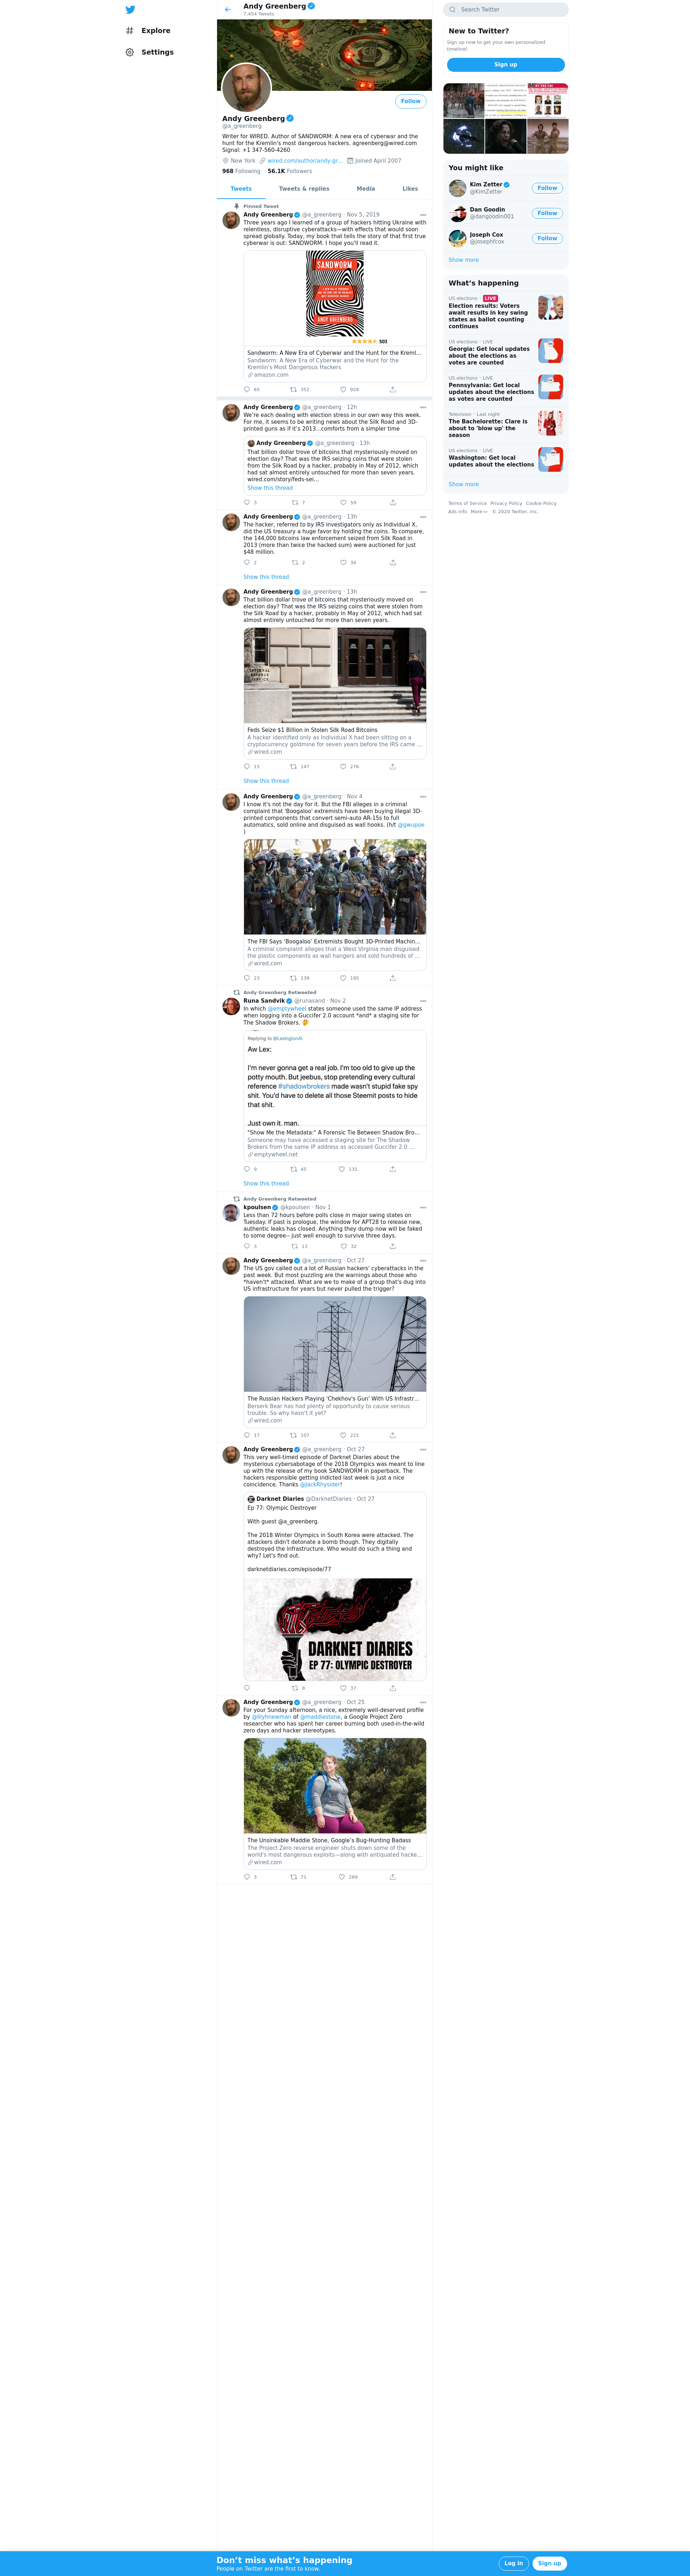 Explore
Settings
Andy Greenberg
7,454 Tweets
Follow
Andy Greenberg
@a_greenberg
Writer for WIRED. Author of SANDWORM: A new era of cyberwar and the
hunt for the Kremlin's most dangerous hackers. agreenberg@wired.com
Signal: +1 347-560-4260
New York wired.com/author/andy-gr… Joined April 2007
968 Following 56.1K Followers
Tweets Tweets & replies Media Likes
Pinned Tweet
Andy Greenberg @a_greenberg · Nov 5, 2019
Three years ago I learned of a group of hackers hitting Ukraine with
relentless, disruptive cyberattacks—with effects that would soon
spread globally. Today, my book that tells the story of that first true
cyberwar is out: SANDWORM. I hope you'll read it.
SANDWORM
ANDY GREENBERG
503
Sandworm: A New Era of Cyberwar and the Hunt for the Kremli…
Sandworm: A New Era of Cyberwar and the Hunt for the
Kremlin's Most Dangerous Hackers
amazon.com
65 352 928
Andy Greenberg @a_greenberg · 12h
We're each dealing with election stress in our own way this week.
For me, it seems to be writing news about the Silk Road and 3D-
printed guns as if it's 2013...comforts from a simpler time
Andy Greenberg @a_greenberg · 13h
That billion dollar trove of bitcoins that mysteriously moved on
election day? That was the IRS seizing coins that were stolen
from the Silk Road by a hacker, probably in May of 2012, which
had sat almost entirely untouched for more than seven years.
wired.com/story/feds-sei…
Show this thread
3 7 59
Andy Greenberg @a_greenberg · 13h
The hacker, referred to by IRS investigators only as Individual X,
did the US treasury a huge favor by holding the coins. To compare,
the 144,000 bitcoins law enforcement seized from Silk Road in
2013 (more than twice the hacked sum) were auctioned for just
$48 million.
2 2 34
Show this thread
Andy Greenberg @a_greenberg · 13h
That billion dollar trove of bitcoins that mysteriously moved on
election day? That was the IRS seizing coins that were stolen from
the Silk Road by a hacker, probably in May of 2012, which had sat
almost entirely untouched for more than seven years.
INTERNAL
REVENUE
SERVICE
Feds Seize $1 Billion in Stolen Silk Road Bitcoins
A hacker identified only as Individual X had been sitting on a
cryptocurrency goldmine for seven years before the IRS came …
wired.com
15 147 276
Show this thread
Andy Greenberg @a_greenberg · Nov 4
I know it's not the day for it. But the FBI alleges in a criminal
complaint that 'Boogaloo' extremists have been buying illegal 3D-
printed components that convert semi-auto AR-15s to full
automatics, sold online and disguised as wall hooks. (h/t @gwupoe
)
The FBI Says 'Boogaloo' Extremists Bought 3D-Printed Machin…
A criminal complaint alleges that a West Virginia man disguised
the plastic components as wall hangers and sold hundreds of …
wired.com
23 139 195
Andy Greenberg Retweeted
Runa Sandvik @runasand · Nov 2
In which @emptywheel states someone used the same IP address
when logging into a Guccifer 2.0 account *and* a staging site for
The Shadow Brokers. 🤔
Replying to @LexingtonAl
Aw Lex:
I'm never gonna get a real job. I'm too old to give up the
potty mouth. But jeebus, stop pretending every cultural
reference #shadowbrokers made wasn't stupid fake spy
shit. You'd have to delete all those Steemit posts to hide
that shit.
Just own it, man.
"Show Me the Metadata:" A Forensic Tie Between Shadow Bro…
Someone may have accessed a staging site for The Shadow
Brokers from the same IP address as accessed Guccifer 2.0 …
emptywheel.net
9 45 131
Show this thread
Andy Greenberg Retweeted
kpoulsen @kpoulsen · Nov 1
Less than 72 hours before polls close in major swing states on
Tuesday. If past is prologue, the window for APT28 to release new,
authentic leaks has closed. Anything they dump now will be faked
to some degree-- just well enough to survive three days.
3 13 32
Andy Greenberg @a_greenberg · Oct 27
The US gov called out a lot of Russian hackers' cyberattacks in the
past week. But most puzzling are the warnings about those who
*haven't* attacked. What are we to make of a group that's dug into
US infrastructure for years but never pulled the trigger?
The Russian Hackers Playing 'Chekhov's Gun' With US Infrastr…
Berserk Bear has had plenty of opportunity to cause serious
trouble. So why hasn't it yet?
wired.com
17 107 221
Andy Greenberg @a_greenberg · Oct 27
This very well-timed episode of Darknet Diaries about the
mysterious cybersabotage of the 2018 Olympics was meant to line
up with the release of my book SANDWORM in paperback. The
hackers responsible getting indicted last week is just a nice
coincidence. Thanks @JackRhysider!
Darknet Diaries @DarknetDiaries · Oct 27
Ep 77: Olympic Destroyer
With guest @a_greenberg.
The 2018 Winter Olympics in South Korea were attacked. The
attackers didn't detonate a bomb though. They digitally
destroyed the infrastructure. Who would do such a thing and
why? Let's find out.
darknetdiaries.com/episode/77
DARKNET DIARIES
EP 77: OLYMPIC DESTROYER
8 37
Andy Greenberg @a_greenberg · Oct 25
For your Sunday afternoon, a nice, extremely well-deserved profile
by @lilyhnewman of @maddiestone, a Google Project Zero
researcher who has spent her career burning both used-in-the-wild
zero days and hacker stereotypes.
The Unsinkable Maddie Stone, Google's Bug-Hunting Badass
The Project Zero reverse engineer shuts down some of the
world's most dangerous exploits—along with antiquated hacke…
wired.com
3 71 289
Search Twitter
New to Twitter?
Sign up now to get your own personalized
timeline!
Sign up
You might like
Kim Zetter
@KimZetter
Follow
Dan Goodin
@dangoodin001
Follow
Joseph Cox
@josephfcox
Follow
Show more
What's happening
US elections · LIVE
Election results: Voters
await results in key swing
states as ballot counting
continues
US elections · LIVE
Georgia: Get local updates
about the elections as
votes are counted
US elections · LIVE
Pennsylvania: Get local
updates about the elections
as votes are counted
Television · Last night
The Bachelorette: Clare is
about to 'blow up' the
season
US elections · LIVE
Washington: Get local
updates about the elections
Show more
Terms of Service Privacy Policy Cookie Policy
Ads info More © 2020 Twitter, Inc.
Don't miss what's happening
People on Twitter are the first to know.
Log in Sign up